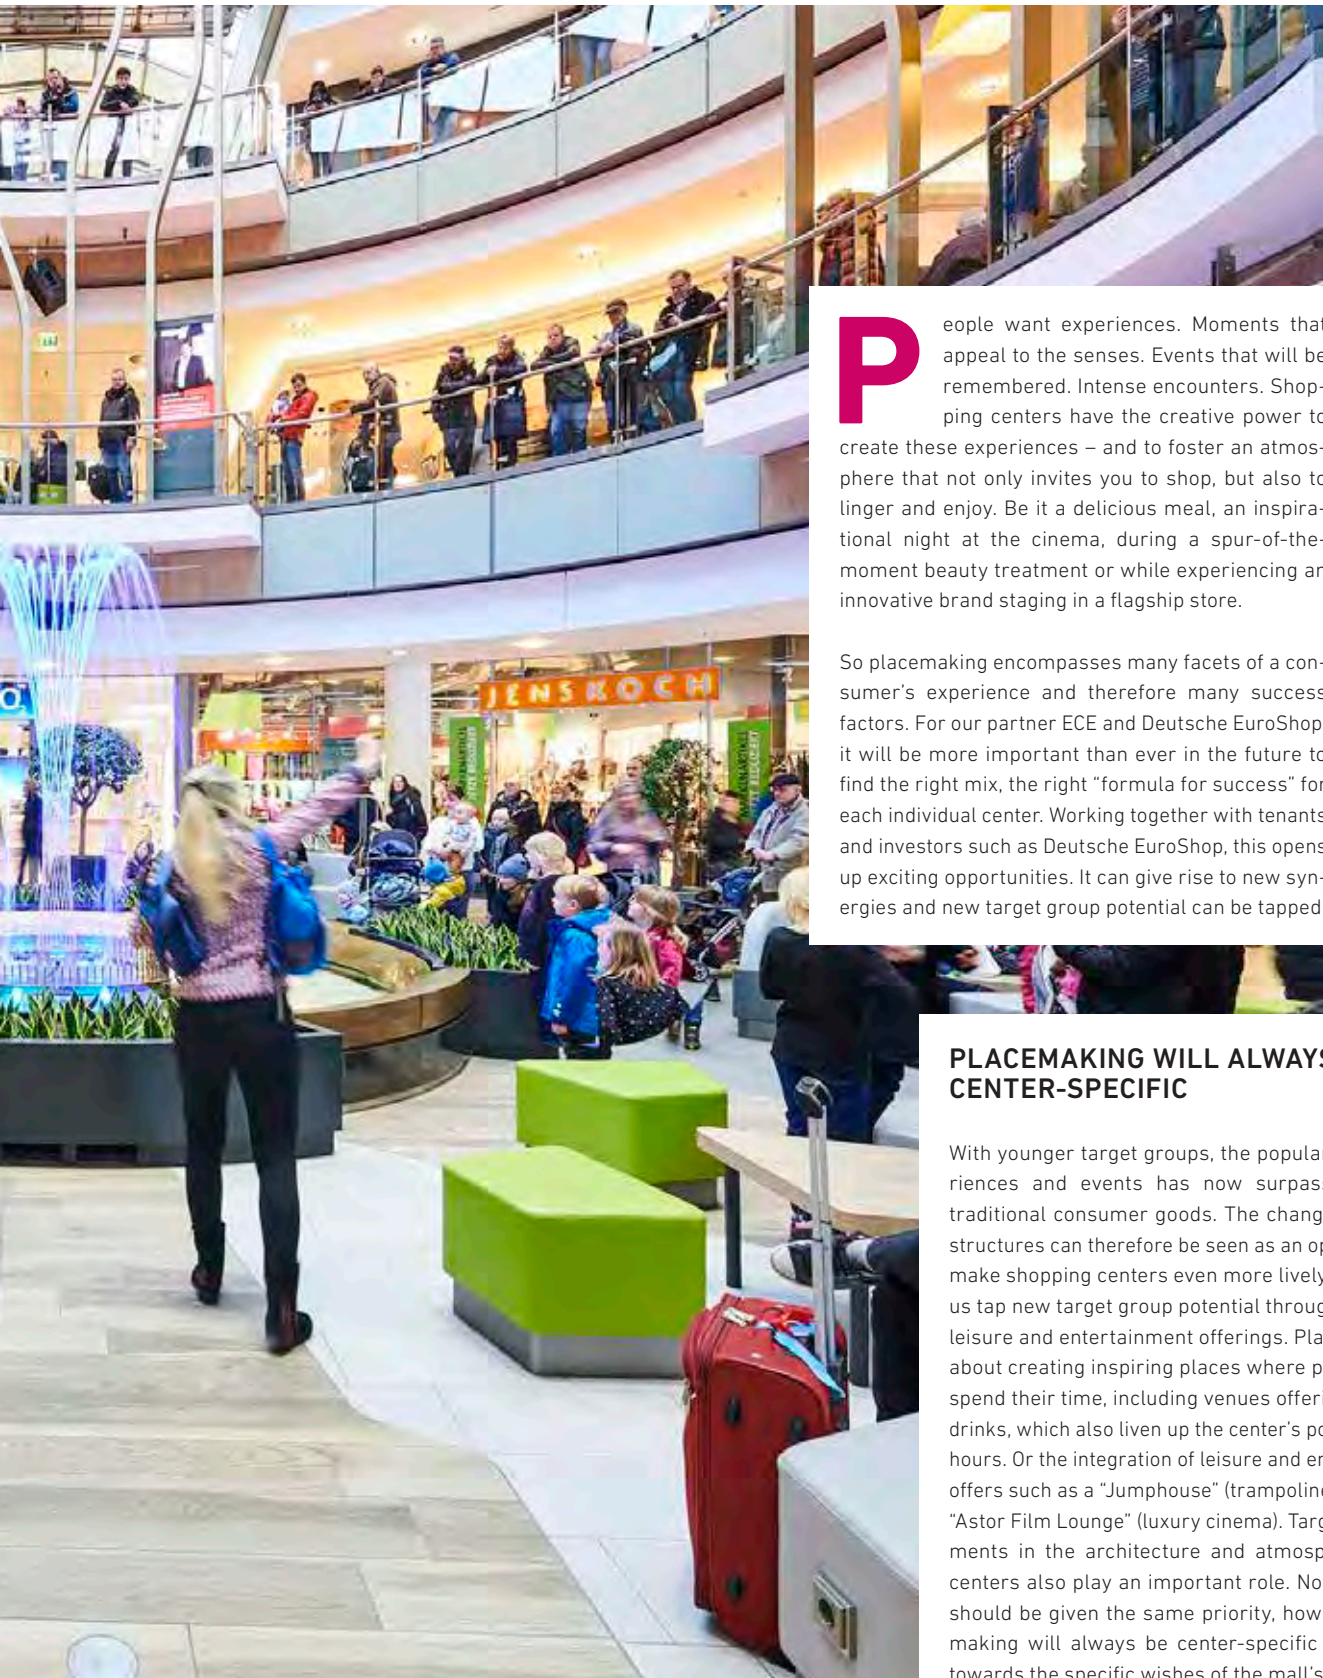 JENS KOCH
People want experiences. Moments that
appeal to the senses. Events that will be
remembered. Intense encounters. Shop-
ping centers have the creative power to
create these experiences – and to foster an atmos-
phere that not only invites you to shop, but also to
linger and enjoy. Be it a delicious meal, an inspira-
tional night at the cinema, during a spur-of-the-
moment beauty treatment or while experiencing an
innovative brand staging in a flagship store.
So placemaking encompasses many facets of a con-
sumer’s experience and therefore many success
factors. For our partner ECE and Deutsche EuroShop
it will be more important than ever in the future to
find the right mix, the right “formula for success” for
each individual center. Working together with tenants
and investors such as Deutsche EuroShop, this opens
up exciting opportunities. It can give rise to new syn-
ergies and new target group potential can be tapped
PLACEMAKING WILL ALWAYS
CENTER-SPECIFIC
With younger target groups, the popular
riences and events has now surpas
traditional consumer goods. The chang
structures can therefore be seen as an op
make shopping centers even more lively
us tap new target group potential throug
leisure and entertainment offerings. Pla
about creating inspiring places where p
spend their time, including venues offeri
drinks, which also liven up the center’s po
hours. Or the integration of leisure and en
offers such as a “Jumphouse” (trampoline
“Astor Film Lounge” (luxury cinema). Targ
ments in the architecture and atmosp
centers also play an important role. No
should be given the same priority, how
making will always be center-specific
towards the specific wishes of the mall’s